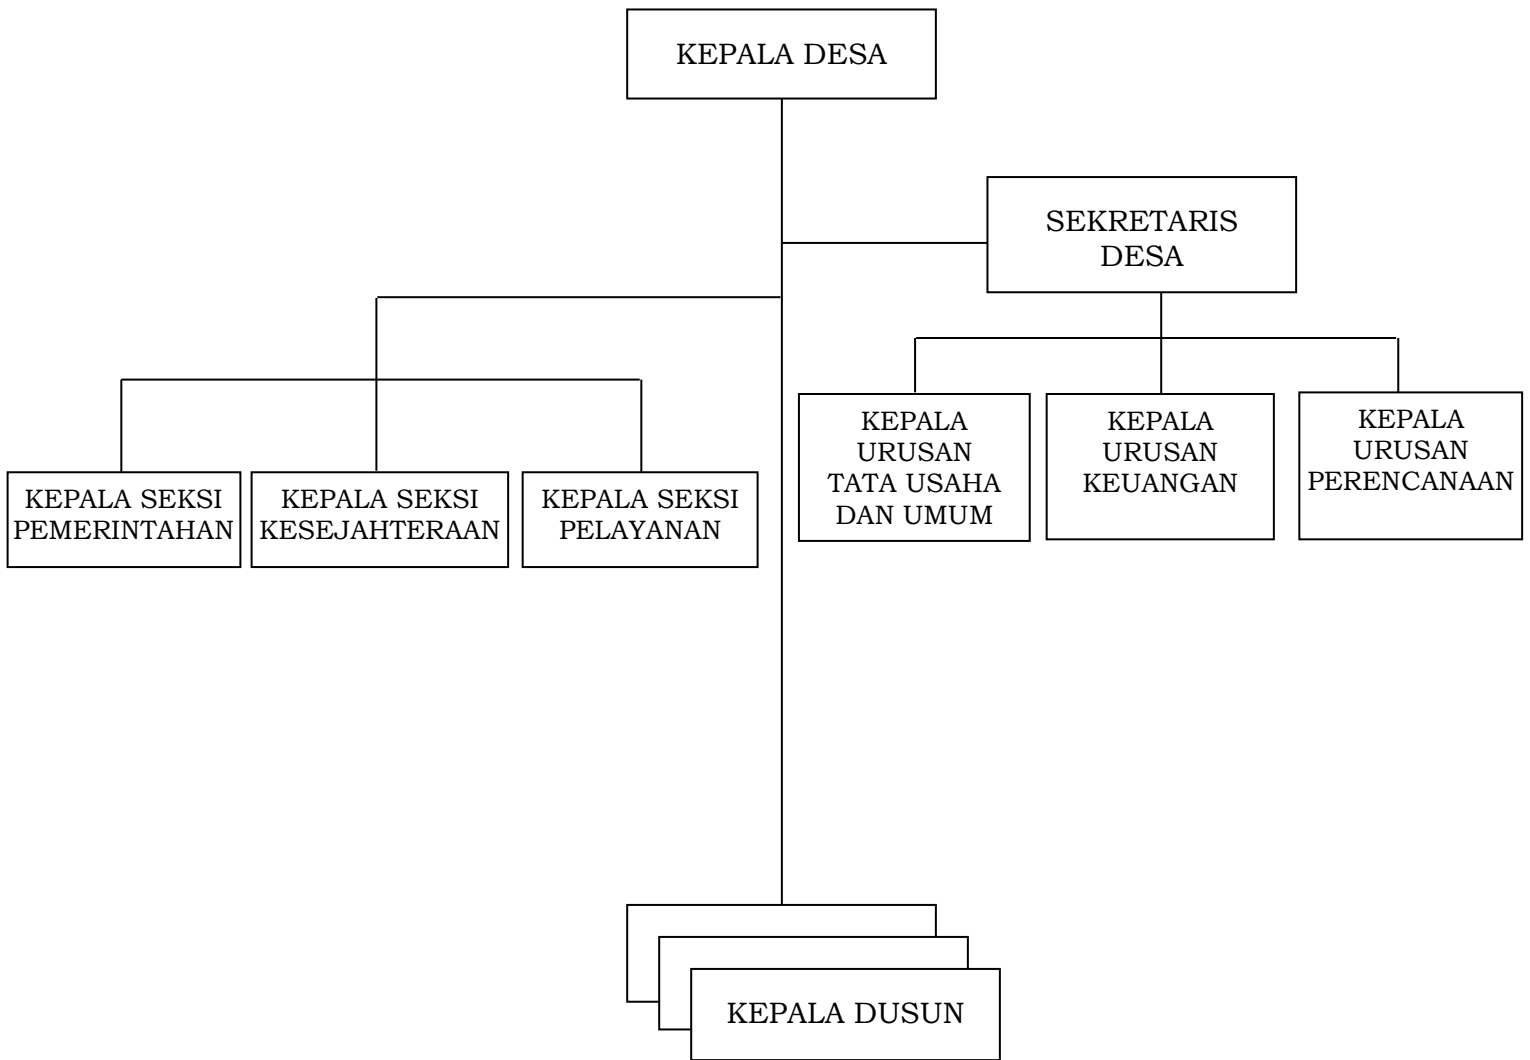 KEPALA DESA
SEKRETARIS
DESA
KEPALA
URUSAN
TATA USAHA
DAN UMUM
KEPALA
URUSAN
KEUANGAN
KEPALA
URUSAN
PERENCANAAN
KEPALA SEKSI
PEMERINTAHAN
KEPALA SEKSI
KESEJAHTERAAN
KEPALA SEKSI
PELAYANAN
KEPALA DUSUN